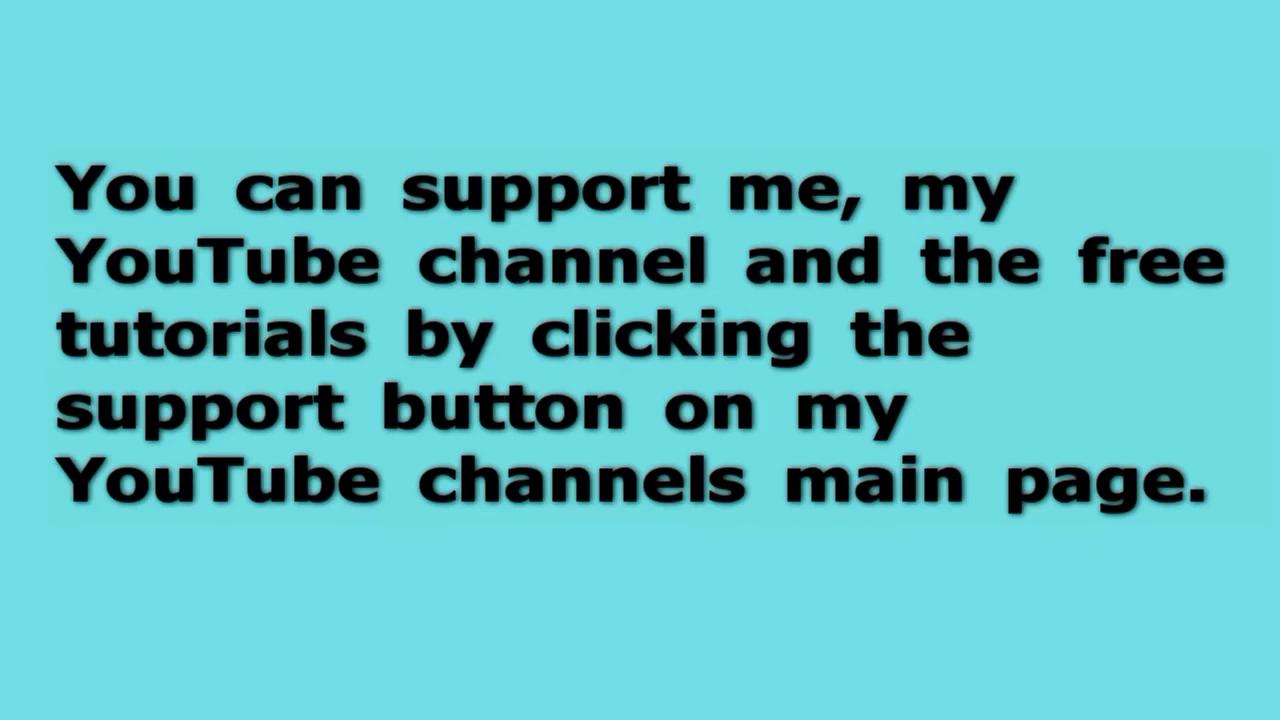 You can support me, my
YouTube channel and the free
tutorials by clicking the
support button on my
YouTube channels main page.